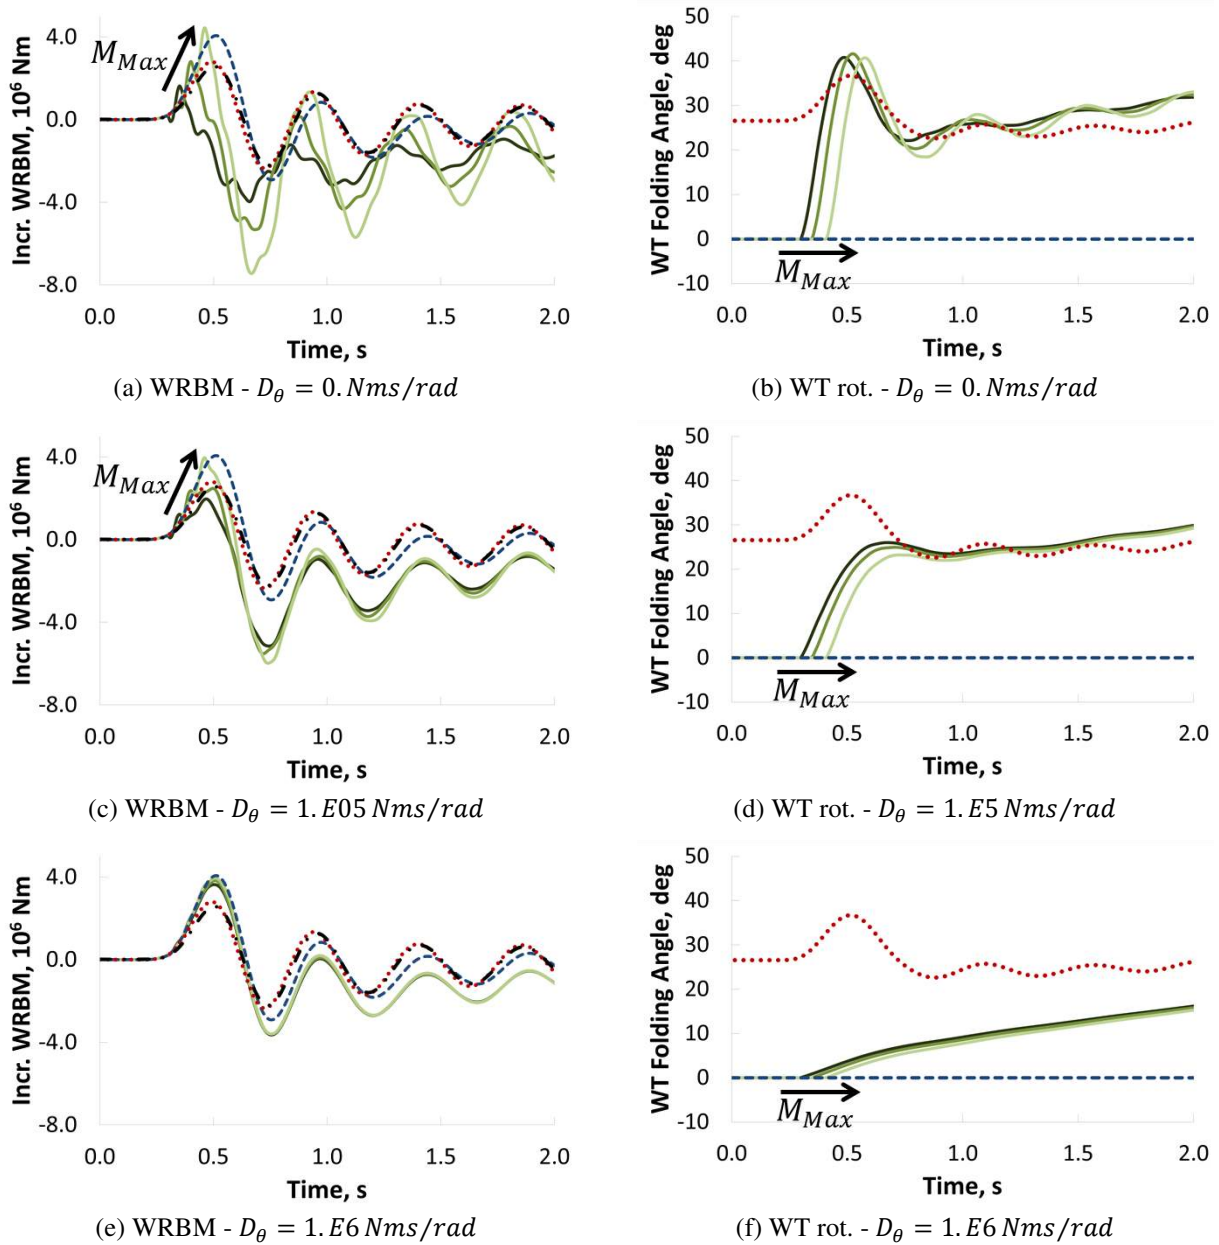 Incr. WRBM, 10⁶ Nm
4.0
0.0
-4.0
-8.0
M_Max
0.0 0.5 1.0 1.5 2.0
Time, s
(a) WRBM - D_θ = 0. Nms/rad
WT Folding Angle, deg
50
40
30
20
10
0
-10
M_Max
0.0 0.5 1.0 1.5 2.0
Time, s
(b) WT rot. - D_θ = 0. Nms/rad
Incr. WRBM, 10⁶ Nm
4.0
0.0
-4.0
-8.0
M_Max
0.0 0.5 1.0 1.5 2.0
Time, s
(c) WRBM - D_θ = 1. E05 Nms/rad
WT Folding Angle, deg
50
40
30
20
10
0
-10
M_Max
0.0 0.5 1.0 1.5 2.0
Time, s
(d) WT rot. - D_θ = 1. E5 Nms/rad
Incr. WRBM, 10⁶ Nm
4.0
0.0
-4.0
-8.0
0.0 0.5 1.0 1.5 2.0
Time, s
(e) WRBM - D_θ = 1. E6 Nms/rad
WT Folding Angle, deg
50
40
30
20
10
0
-10
M_Max
0.0 0.5 1.0 1.5 2.0
Time, s
(f) WT rot. - D_θ = 1. E6 Nms/rad